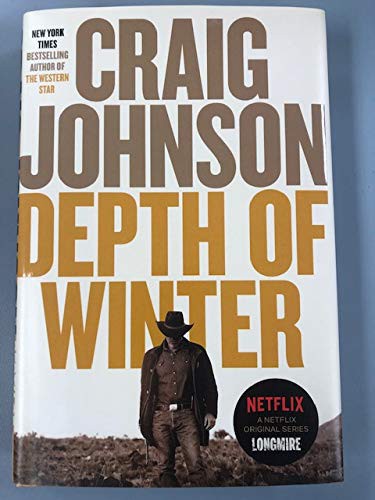 NEW YORK
TIMES
BESTSELLING
AUTHOR OF
THE WESTERN
STAR
CRAIG
JOHNSON
DEPTH OF
WINTER
NETFLIX
A NETFLIX
ORIGINAL SERIES
LONGMIRE